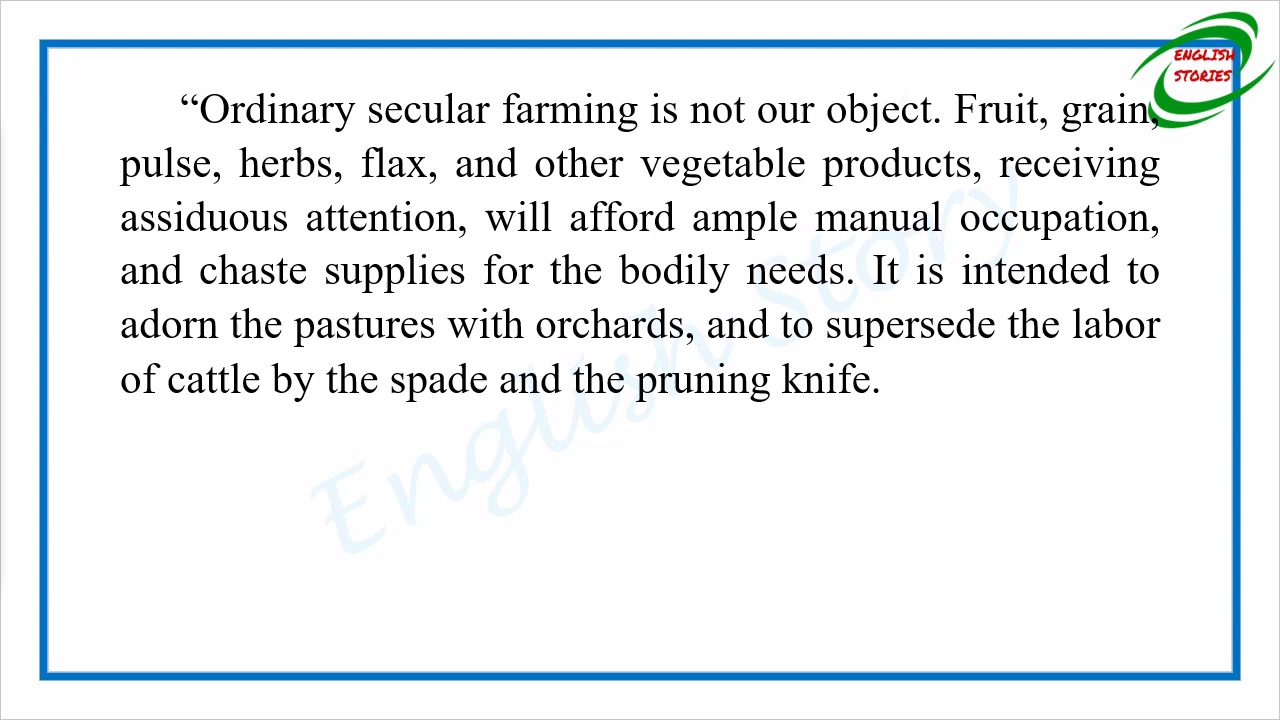 ENGLISH
STORIES
“Ordinary secular farming is not our object. Fruit, grain,
pulse, herbs, flax, and other vegetable products, receiving
assiduous attention, will afford ample manual occupation,
and chaste supplies for the bodily needs. It is intended to
adorn the pastures with orchards, and to supersede the labor
of cattle by the spade and the pruning knife.
English Story